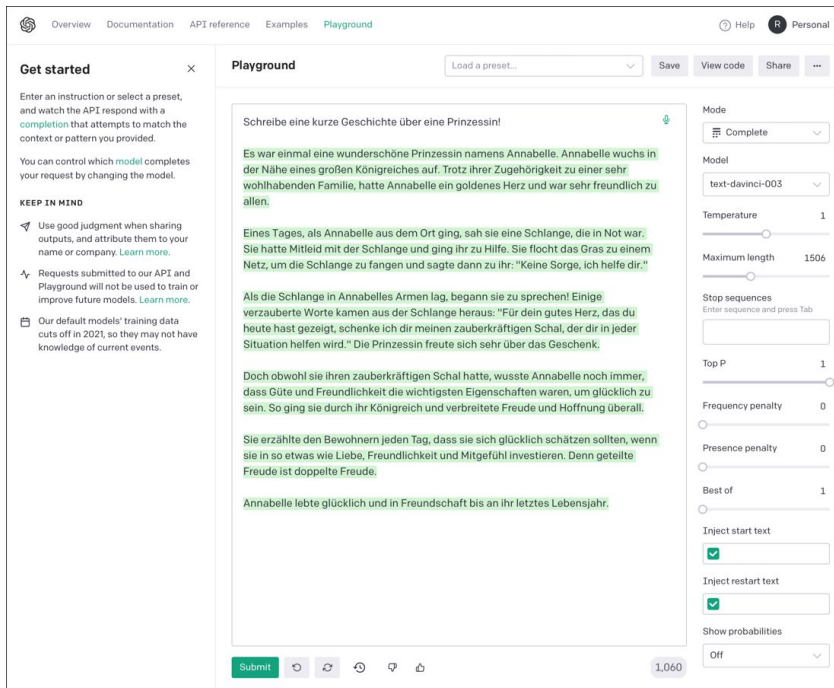 Overview Documentation API reference Examples Playground
Help R Personal
Get started
Enter an instruction or select a preset,
and watch the API respond with a
completion that attempts to match the
context or pattern you provided.
You can control which model completes
your request by changing the model.
KEEP IN MIND
Use good judgment when sharing
outputs, and attribute them to your
name or company. Learn more.
Requests submitted to our API and
Playground will not be used to train or
improve future models. Learn more.
Our default models' training data
cuts off in 2021, so they may not have
knowledge of current events.
Playground
Load a preset...
Save
View code
Share
...
Schreibe eine kurze Geschichte über eine Prinzessin!
Es war einmal eine wunderschöne Prinzessin namens Annabelle. Annabelle wuchs in
der Nähe eines großen Königreiches auf. Trotz ihrer Zugehörigkeit zu einer sehr
wohlhabenden Familie, hatte Annabelle ein goldenes Herz und war sehr freundlich zu
allen.
Eines Tages, als Annabelle aus dem Ort ging, sah sie eine Schlange, die in Not war.
Sie hatte Mitleid mit der Schlange und ging ihr zu Hilfe. Sie flocht das Gras zu einem
Netz, um die Schlange zu fangen und sagte dann zu ihr: "Keine Sorge, ich helfe dir."
Als die Schlange in Annabelles Armen lag, begann sie zu sprechen! Einige
verzauberte Worte kamen aus der Schlange heraus: "Für dein gutes Herz, das du
heute hast gezeigt, schenke ich dir meinen zauberkräftigen Schal, der dir in jeder
Situation helfen wird." Die Prinzessin freute sich sehr über das Geschenk.
Doch obwohl sie ihren zauberkräftigen Schal hatte, wusste Annabelle noch immer,
dass Güte und Freundlichkeit die wichtigsten Eigenschaften waren, um glücklich zu
sein. So ging sie durch ihr Königreich und verbreitete Freude und Hoffnung überall.
Sie erzählte den Bewohnern jeden Tag, dass sie sich glücklich schätzen sollten, wenn
sie in so etwas wie Liebe, Freundlichkeit und Mitgefühl investieren. Denn geteilte
Freude ist doppelte Freude.
Annabelle lebte glücklich und in Freundschaft bis an ihr letztes Lebensjahr.
Submit
1,060
Mode
Complete
Model
text-davinci-003
Temperature 1
Maximum length 1506
Stop sequences
Enter sequence and press Tab
Top P 1
Frequency penalty 0
Presence penalty 0
Best of 1
Inject start text
Inject restart text
Show probabilities
Off